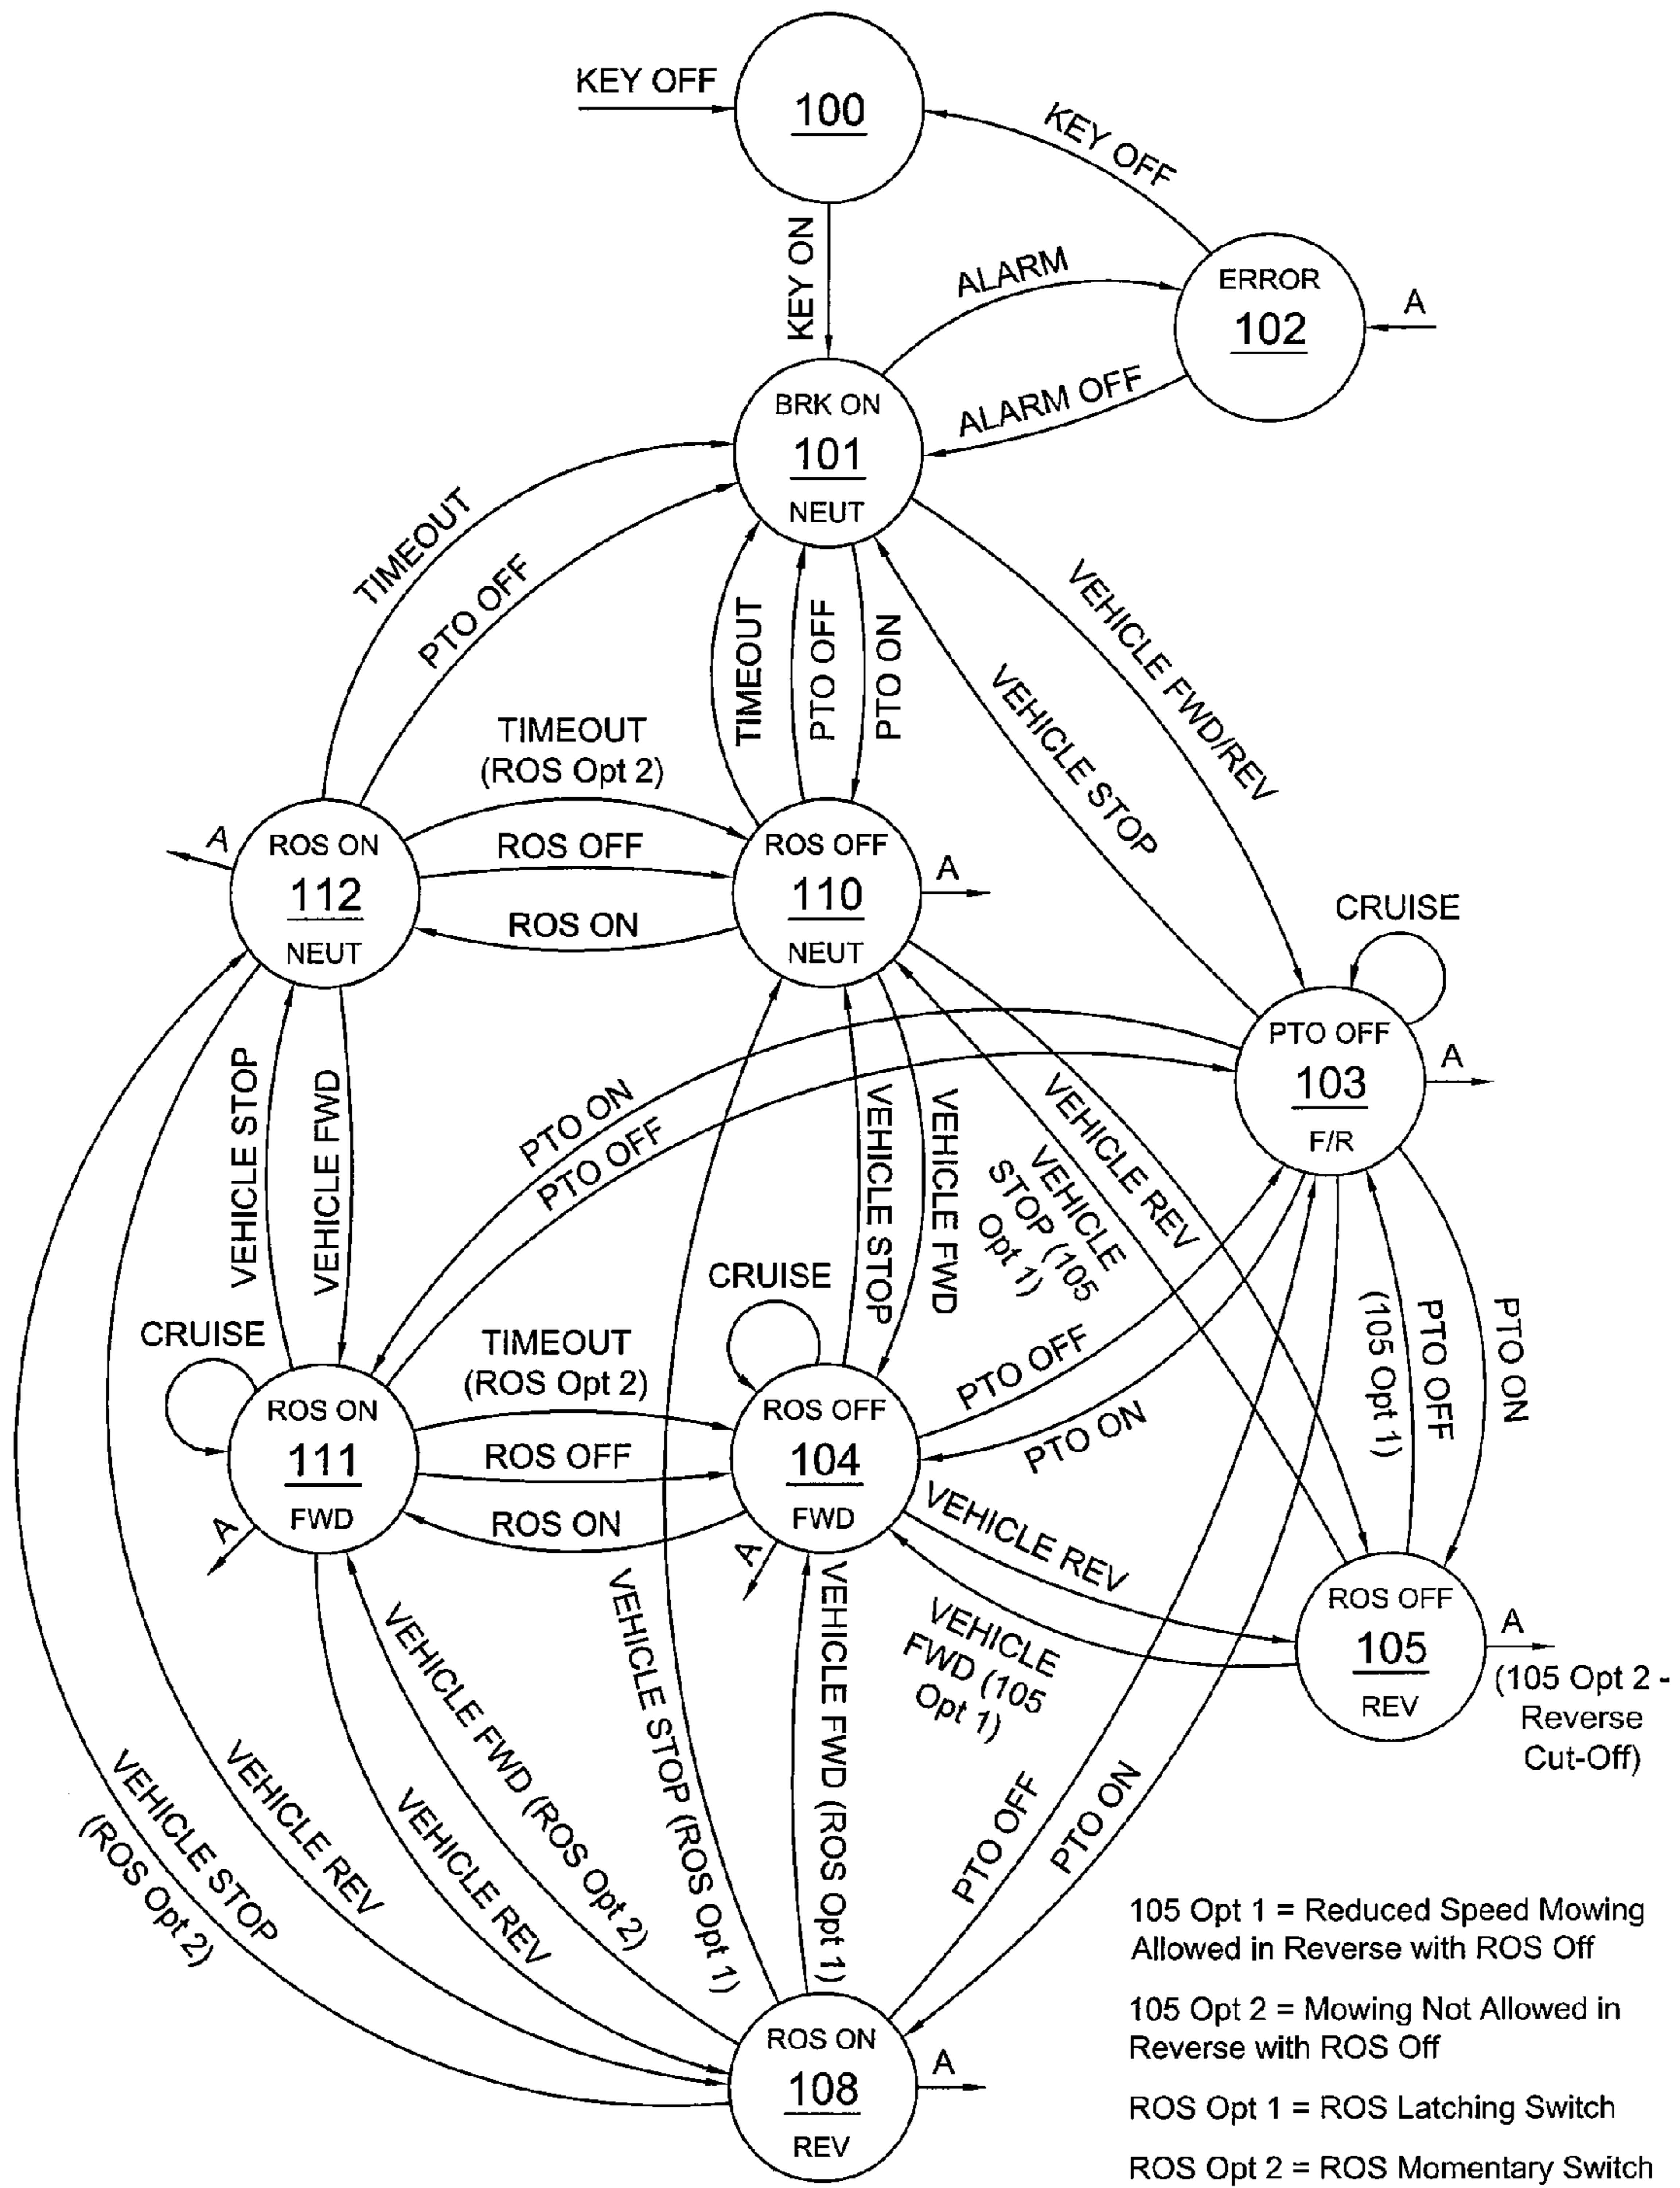 KEY OFF
100
KEY OFF
KEY ON
ALARM
ERROR
102
A
ALARM OFF
BRK ON
101
NEUT
TIMEOUT
PTO OFF
TIMEOUT
PTO OFF
PTO ON
VEHICLE STOP
VEHICLE FWD/REV
TIMEOUT
(ROS Opt 2)
A
ROS ON
112
NEUT
ROS OFF
ROS ON
ROS OFF
110
NEUT
A
CRUISE
PTO OFF
103
F/R
A
VEHICLE STOP
VEHICLE FWD
PTO ON
PTO OFF
VEHICLE STOP
VEHICLE FWD
VEHICLE
STOP (105
Opt 1)
VEHICLE REV
CRUISE
CRUISE
TIMEOUT
(ROS Opt 2)
PTO OFF
PTO ON
PTO OFF
(105 Opt 1)
PTO ON
ROS ON
111
FWD
A
ROS OFF
ROS ON
ROS OFF
104
FWD
A
VEHICLE REV
VEHICLE
FWD (105
Opt 1)
ROS OFF
105
REV
A
(105 Opt 2 -
Reverse
Cut-Off)
VEHICLE STOP
(ROS Opt 2)
VEHICLE REV
VEHICLE REV
VEHICLE FWD (ROS Opt 2)
VEHICLE STOP (ROS Opt 1)
VEHICLE FWD (ROS Opt 1)
PTO OFF
PTO ON
ROS ON
108
REV
A
105 Opt 1 = Reduced Speed Mowing
Allowed in Reverse with ROS Off
105 Opt 2 = Mowing Not Allowed in
Reverse with ROS Off
ROS Opt 1 = ROS Latching Switch
ROS Opt 2 = ROS Momentary Switch